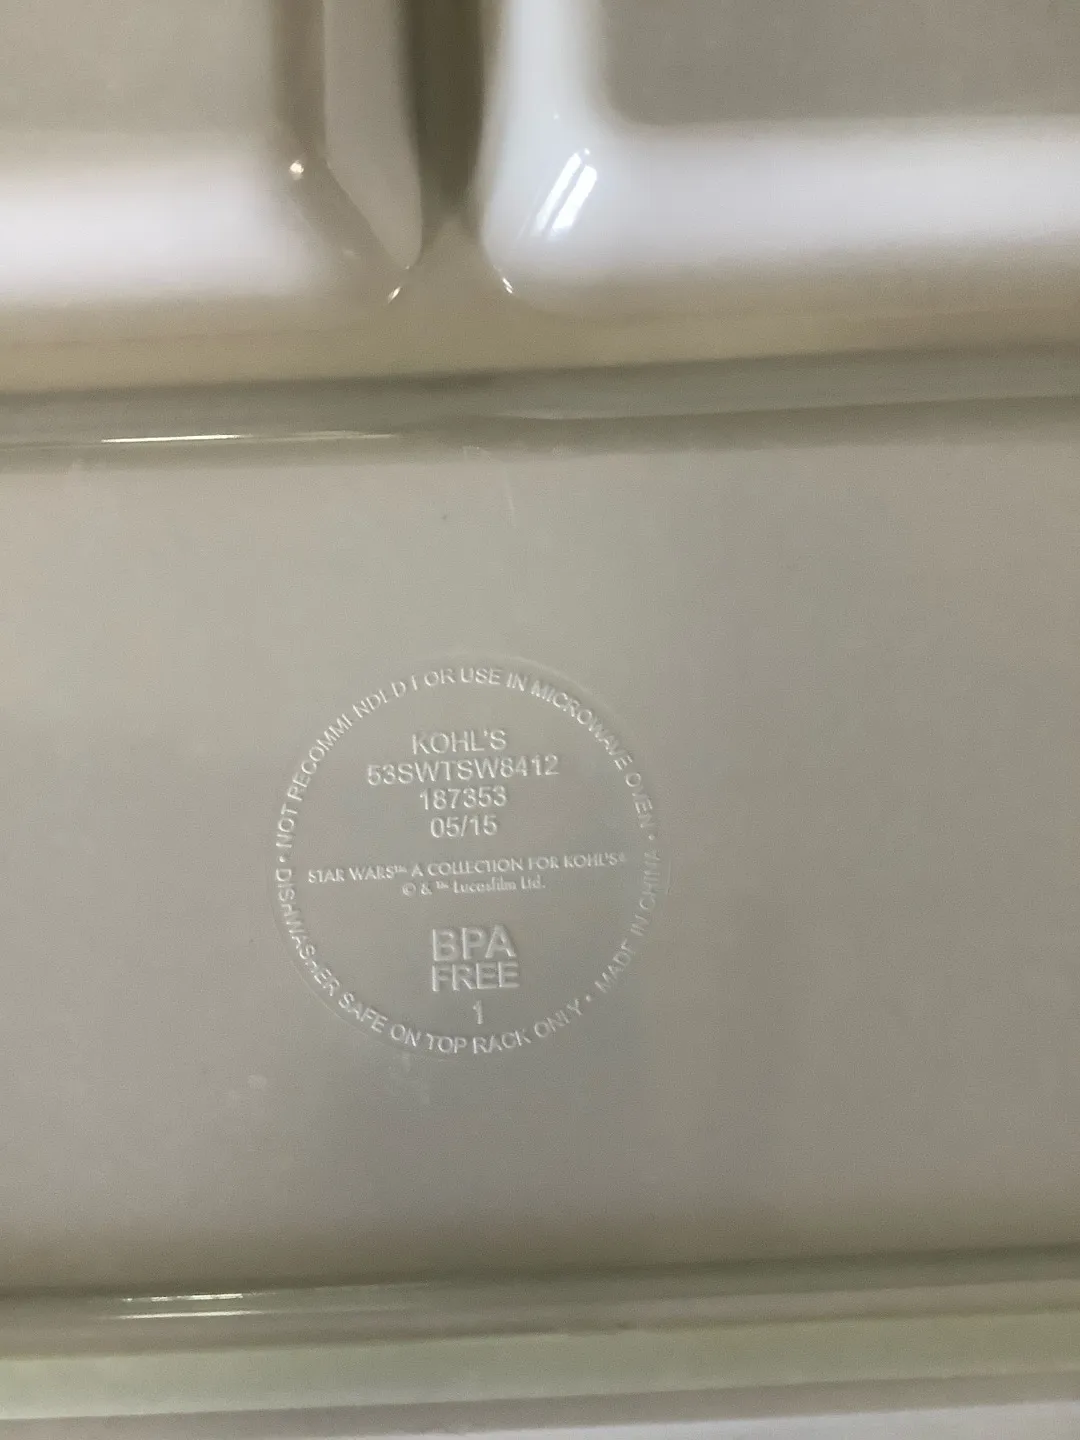 • NOT RECOMMENDED FOR USE IN MICROWAVE OVEN •
KOHL'S
53SWTSW8412
187353
05/15
STAR WARS™ A COLLECTION FOR KOHL'S®
© & ™ Lucasfilm Ltd.
BPA
FREE
1
DISHWASHER SAFE ON TOP RACK ONLY • MADE IN CHINA